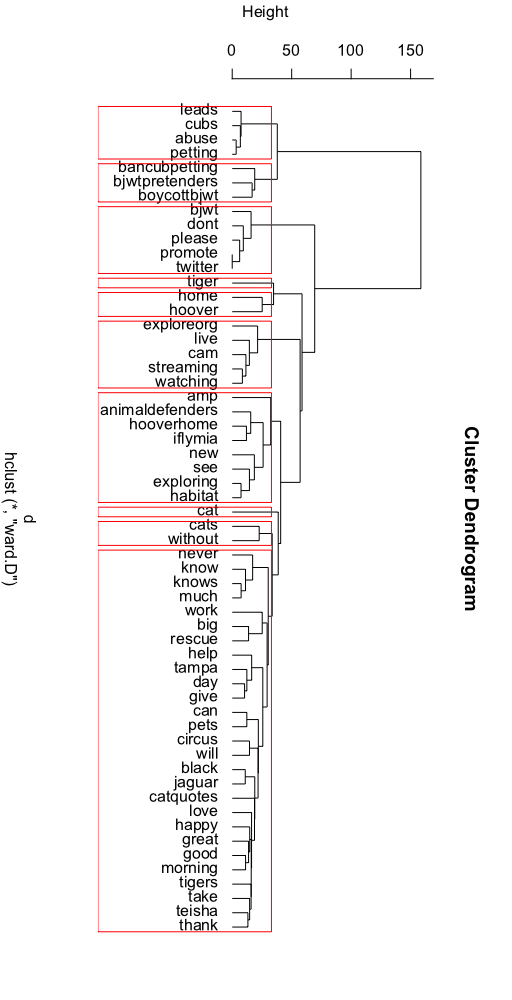 Height
0 50 100 150
leads
cubs
abuse
petting
bancubpetting
bjwtpretenders
boycottbjwt
bjwt
dont
please
promote
twitter
tiger
home
hoover
exploreorg
live
cam
streaming
watching
amp
animaldefenders
hooverhome
iflymia
new
see
exploring
habitat
cat
cats
without
never
know
knows
much
work
big
rescue
help
tampa
day
give
can
pets
circus
will
black
jaguar
catquotes
love
happy
great
good
morning
tigers
take
teisha
thank
Cluster Dendrogram
d
hclust (*, "ward.D")